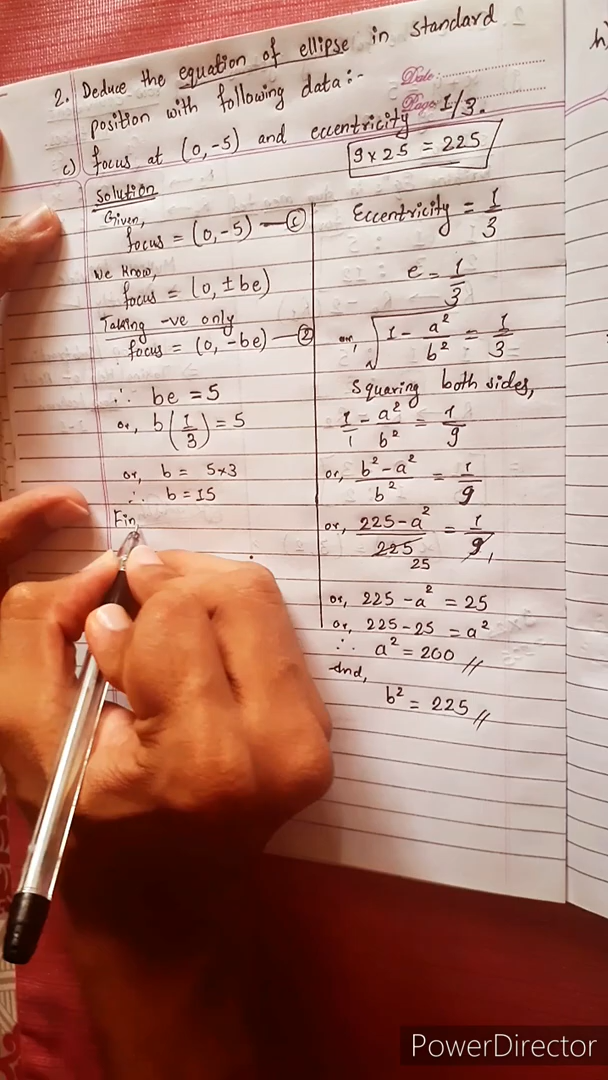 2. Deduce the equation of ellipse in standard
position with following data:-
Date:
Page:
c) focus at (0,-5) and eccentricity 1/3.
9 x 25 = 225
Solution
Given,
focus = (0,-5) — ①
We know,
focus = (0, ± be)
Taking -ve only
focus = (0, -be) — ②
∴ be = 5
or, b(1/3) = 5
or, b = 5×3
∴ b = 15
Fin
Eccentricity = 1/3
e = 1/3
or, √(1 - a²/b²) = 1/3
Squaring both sides,
1/1 - a²/b² = 1/9
or, (b² - a²)/b² = 1/9
or, (225 - a²)/225 = 1/9
25
1
or, 225 - a² = 25
or, 225 - 25 = a²
∴ a² = 200 //
And,
b² = 225 //
PowerDirector